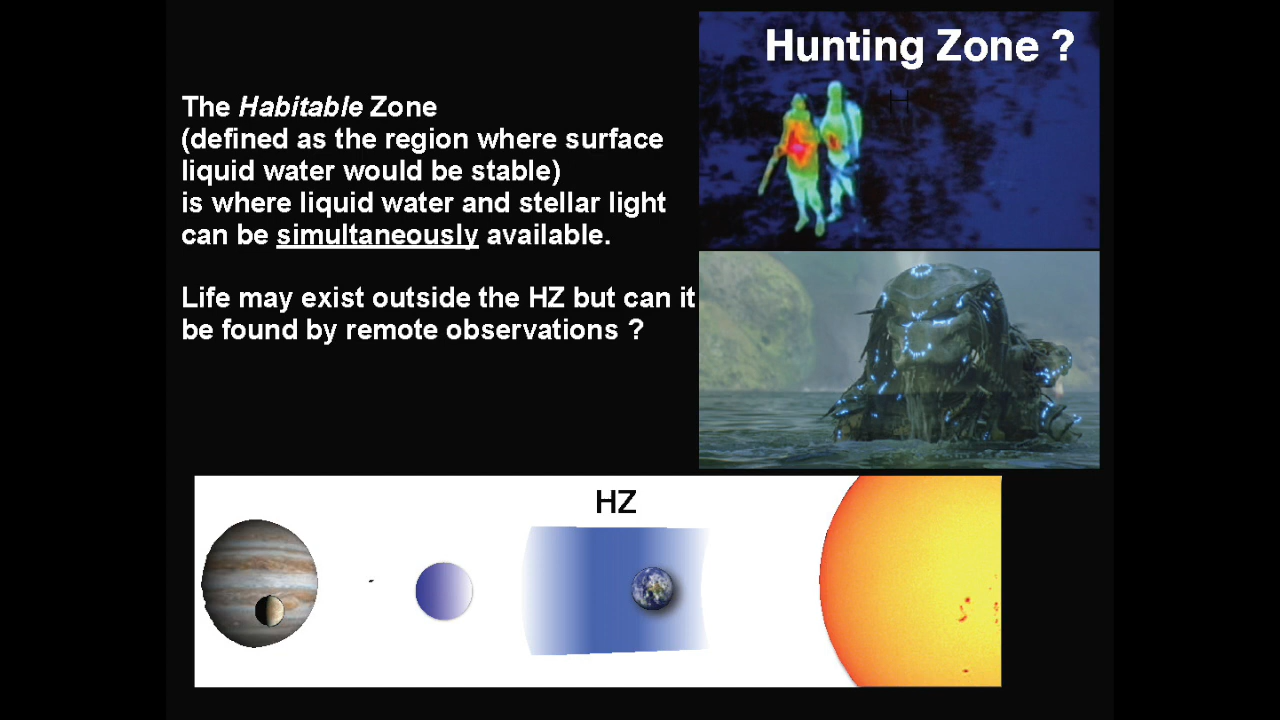 Hunting Zone ?
H
The Habitable Zone
(defined as the region where surface
liquid water would be stable)
is where liquid water and stellar light
can be simultaneously available.
Life may exist outside the HZ but can it
be found by remote observations ?
HZ